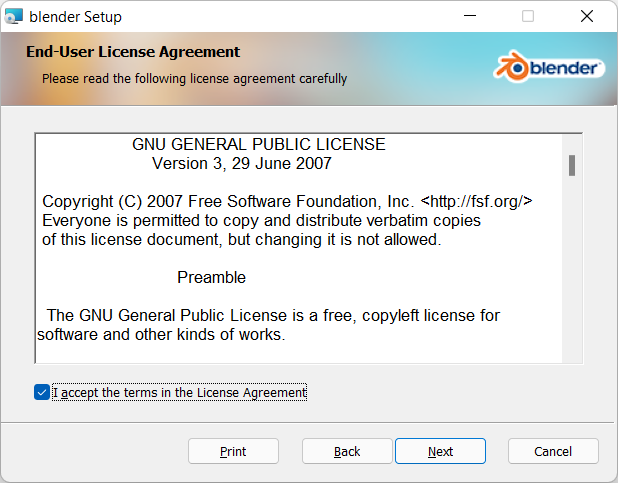 blender Setup
End-User License Agreement
Please read the following license agreement carefully
blender
GNU GENERAL PUBLIC LICENSE
Version 3, 29 June 2007
Copyright (C) 2007 Free Software Foundation, Inc. <http://fsf.org/>
Everyone is permitted to copy and distribute verbatim copies
of this license document, but changing it is not allowed.
Preamble
The GNU General Public License is a free, copyleft license for
software and other kinds of works.
I accept the terms in the License Agreement
Print
Back
Next
Cancel